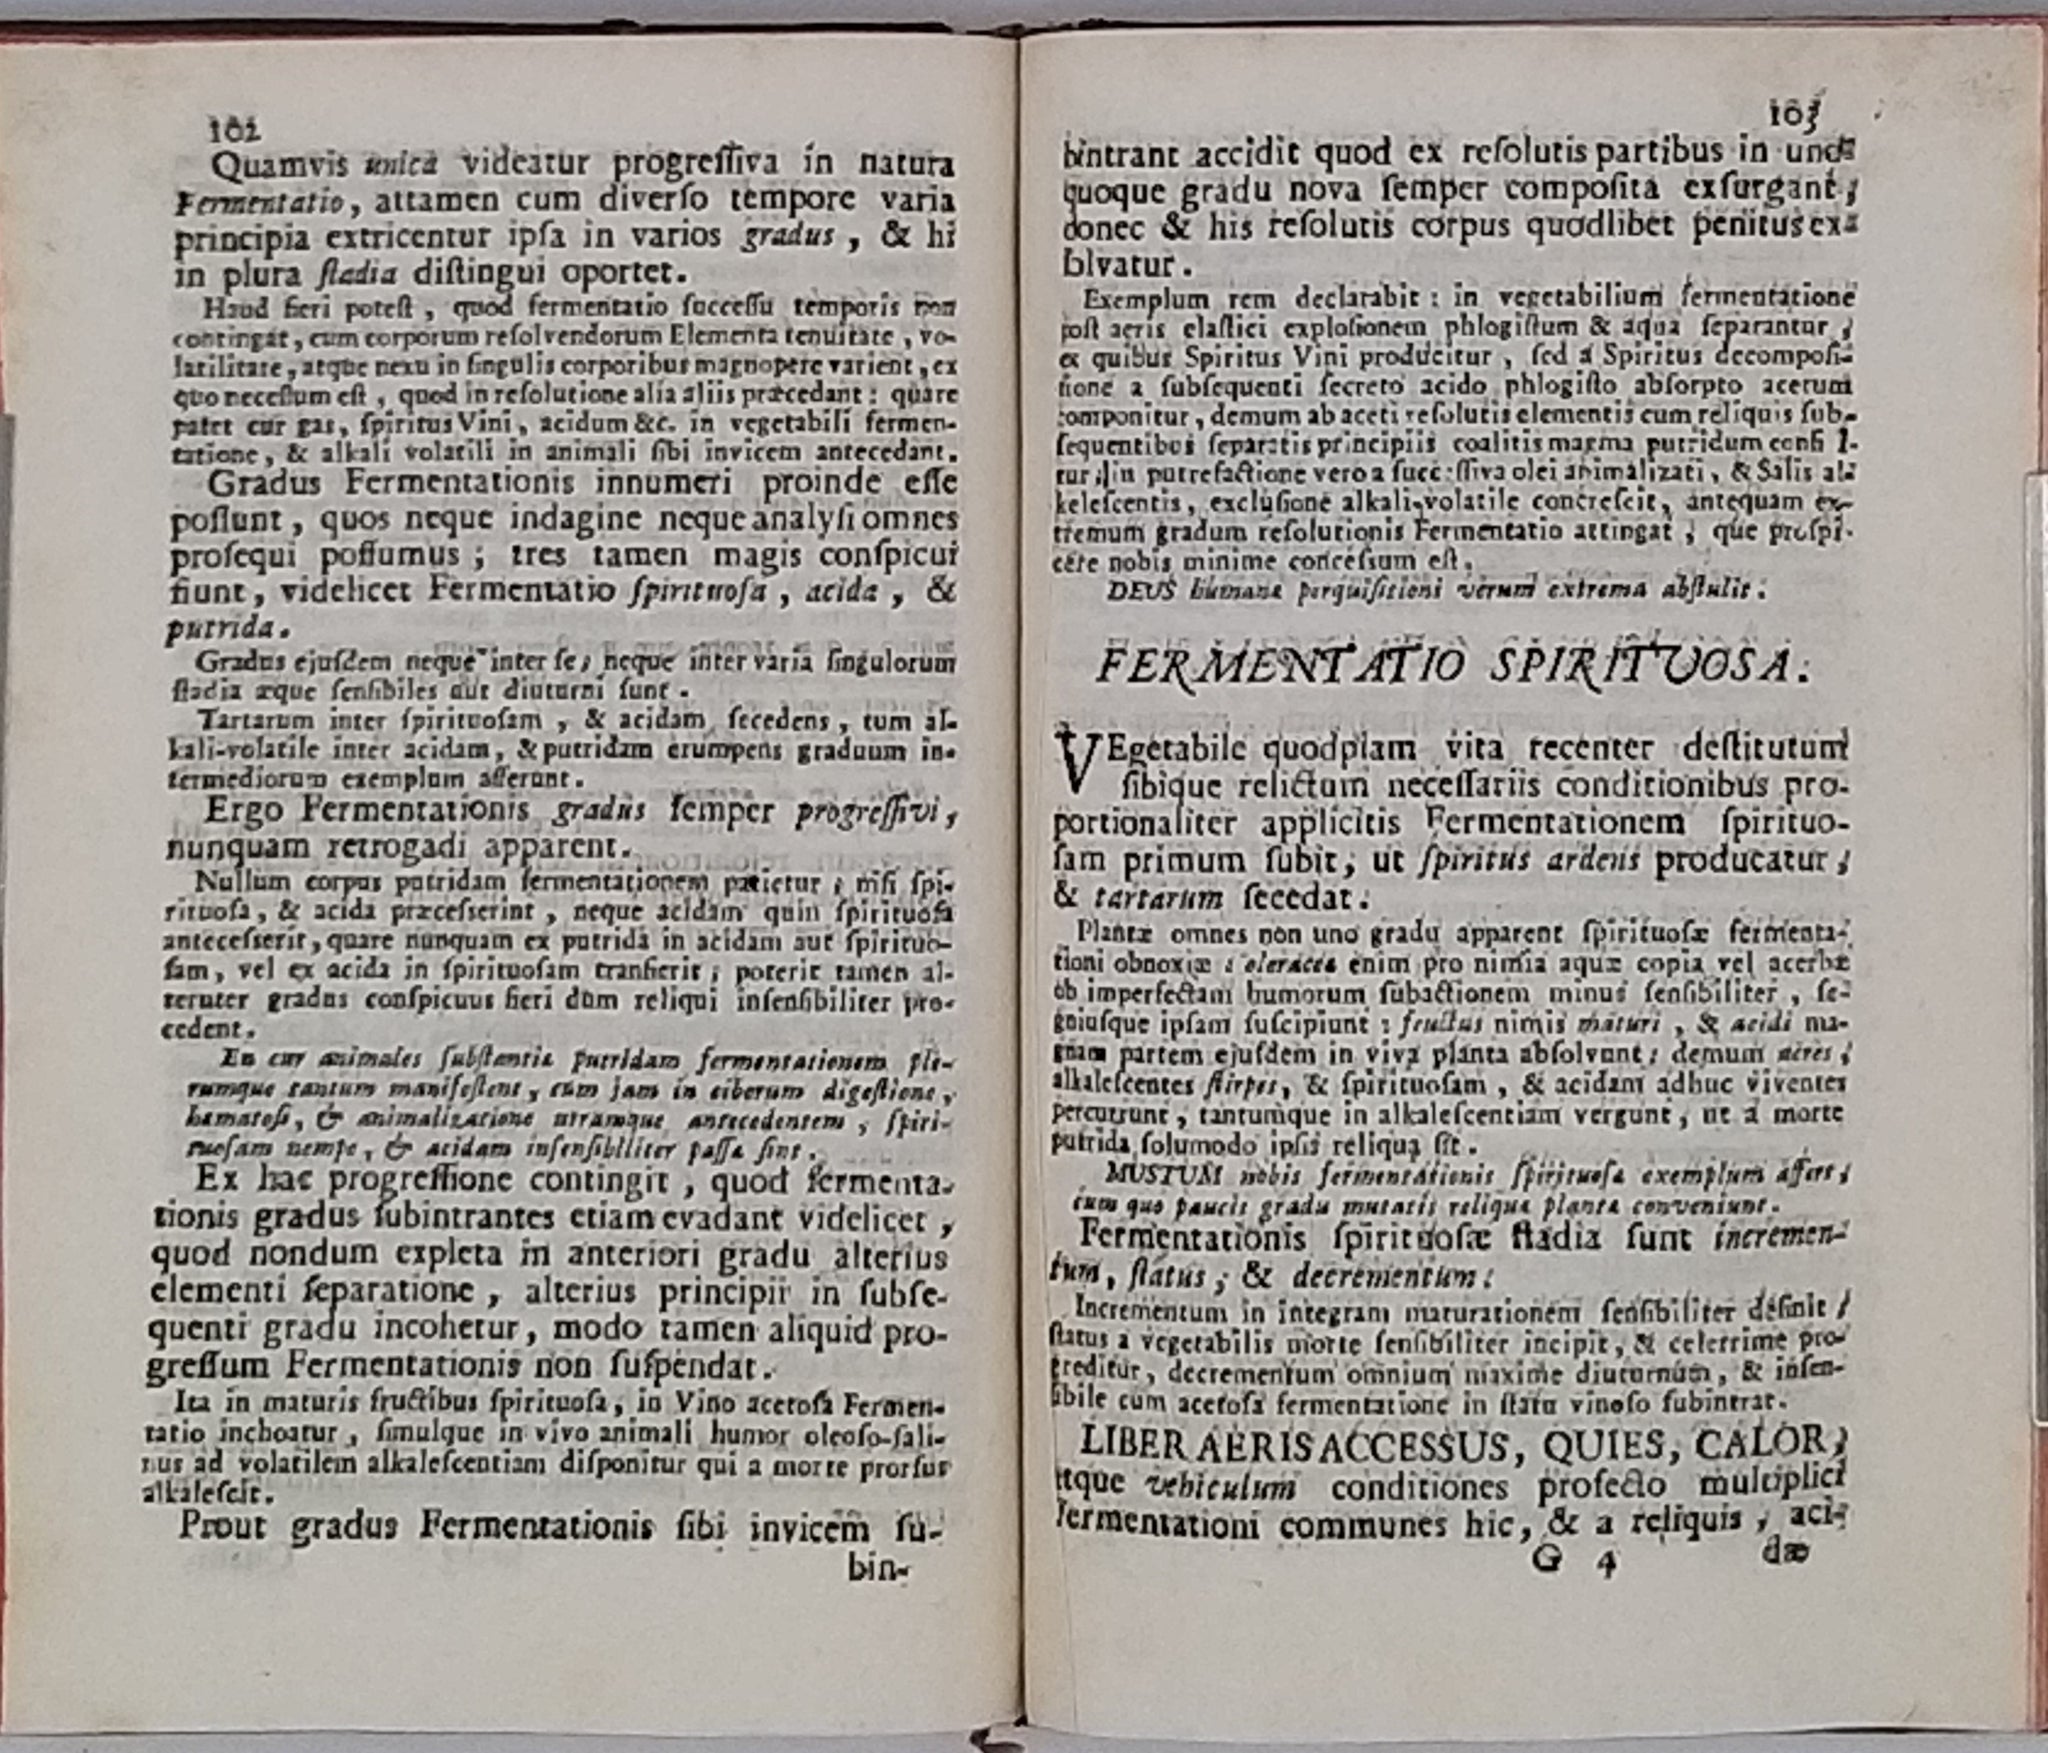 102
Quamvis unica videatur progreſſiva in natura
Fermentatio, attamen cum diverſo tempore varia
principia extricentur ipſa in varios gradus, & hi
in plura ſtadia diſtingui oportet.
Haud fieri poteſt, quod fermentatio ſucceſſu temporis non
contingat, cum corporum reſolvendorum Elementa tenuitate, vo-
latilitate, atque nexu in ſingulis corporibus magnopere varient, ex
quo neceſſum eſt, quod in reſolutione alia aliis præcedant: quare
patet cur gas, ſpiritus Vini, acidum &c. in vegetabili fermen-
tatione, & alkali volatili in animali ſibi invicem antecedant.
Gradus Fermentationis innumeri proinde eſſe
poſſunt, quos neque indagine neque analyſi omnes
proſequi poſſumus; tres tamen magis conſpicui
fiunt, videlicet Fermentatio ſpirituoſa, acida, &
putrida.
Gradus ejuſdem neque inter ſe, neque inter varia ſingulorum
ſtadia æque ſenſibiles aut diuturni ſunt.
Tartarum inter ſpirituoſam, & acidam ſecedens, tum al-
kali-volatile inter acidam, & putridam erumpens graduum in-
termediorum exemplum afferunt.
Ergo Fermentationis gradus ſemper progreſſivi,
nunquam retrogadi apparent.
Nullum corpus putridam fermentationem patietur, niſi ſpi-
rituoſa, & acida præceſſerint, neque acidam quin ſpirituoſa
anteceſſerit, quare nunquam ex putrida in acidam aut ſpirituo-
ſam, vel ex acida in ſpirituoſam tranſierit; poterit tamen al-
teruter gradus conſpicuus fieri dum reliqui inſenſibiliter pro-
cedent.
En cur animales ſubſtantiæ putridam fermentationem ple-
rumque tantum manifeſtent, cum jam in ciborum digeſtione,
hematoſi, & animalizatione utramque antecedentem, ſpiri-
tuoſam nempe, & acidam inſenſibiliter paſſæ ſint.
Ex hac progreſſione contingit, quod fermenta-
tionis gradus ſubintrantes etiam evadant videlicet,
quod nondum expleta in anteriori gradu alterius
elementi ſeparatione, alterius principii in ſubſe-
quenti gradu incohetur, modo tamen aliquid pro-
greſſum Fermentationis non ſuſpendat.
Ita in maturis fructibus ſpirituoſa, in Vino acetoſa Fermen-
tatio inchoatur, ſimulque in vivo animali humor oleoſo-ſali-
nus ad volatilem alkaleſcentiam diſponitur qui a morte prorſus
alkaleſcit.
Prout gradus Fermentationis ſibi invicem ſu-
bin-
103
bintrant accidit quod ex reſolutis partibus in uno-
quoque gradu nova ſemper compoſita exſurgant,
donec & his reſolutis corpus quodlibet penitus ex-
olvatur.
Exemplum rem declarabit: in vegetabilium fermentatione
poſt aeris elaſtici exploſionem phlogiſtum & aqua ſeparantur,
ex quibus Spiritus Vini producitur, ſed a Spiritus decompoſi-
tione a ſubſequenti ſecreto acido phlogiſto abſorpto acetum
componitur, demum ab aceti reſolutis elementis cum reliquis ſub-
ſequentibus ſeparatis principiis coalitis magma putridum
tur; in putrefactione vero a ſucceſſiva olei animalizati, & Salis al-
keleſcentis, excluſione alkali-volatile concreſcit, antequam ex-
tremum gradum reſolutionis Fermentatio attingat, que proſpi-
cere nobis minime conceſſum eſt.
DEUS humanæ perquiſitioni verum extrema abſtulit.
FERMENTATIO SPIRITUOSA.
VEgetabile quodpiam vita recenter deſtitutum
ſibique relictum neceſſariis conditionibus pro-
portionaliter applicitis Fermentationem ſpirituo-
ſam primum ſubit, ut ſpiritus ardens producatur,
& tartarum ſecedat.
Plantæ omnes non uno gradu apparent ſpirituoſæ fermenta-
tioni obnoxiæ: oleracea enim pro nimia aquæ copia vel acerbæ
ob imperfectam humorum ſubactionem minus ſenſibiliter, ſe-
gniuſque ipſam ſuſcipiunt: fructus nimis maturi, & acidi ma-
gnam partem ejuſdem in viva planta abſolvunt; demum acres,
alkaleſcentes ſtirpes, & ſpirituoſam, & acidam adhuc viventes
percurrunt, tantumque in alkaleſcentiam vergunt, ut a morte
putrida ſolumodo ipſis reliqua ſit.
MUSTUM nobis fermentationis ſpirituoſæ exemplum affert,
cum quo paucis gradu mutatis reliquæ plantæ conveniunt.
Fermentationis ſpirituoſæ ſtadia ſunt incremen-
tum, ſtatus, & decrementum:
Incrementum in integram maturationem ſenſibiliter deſinit,
ſtatus a vegetabilis morte ſenſibiliter incipit, & celerrime pro-
greditur, decrementum omnium maxime diuturnum, & inſen-
ſibile cum acetoſa fermentatione in ſtatu vinoſo ſubintrat.
LIBER AERIS ACCESSUS, QUIES, CALOR,
atque vehiculum conditiones profecto multiplici
Fermentationi communes hic, & a reliquis, aci-
G 4
dæ